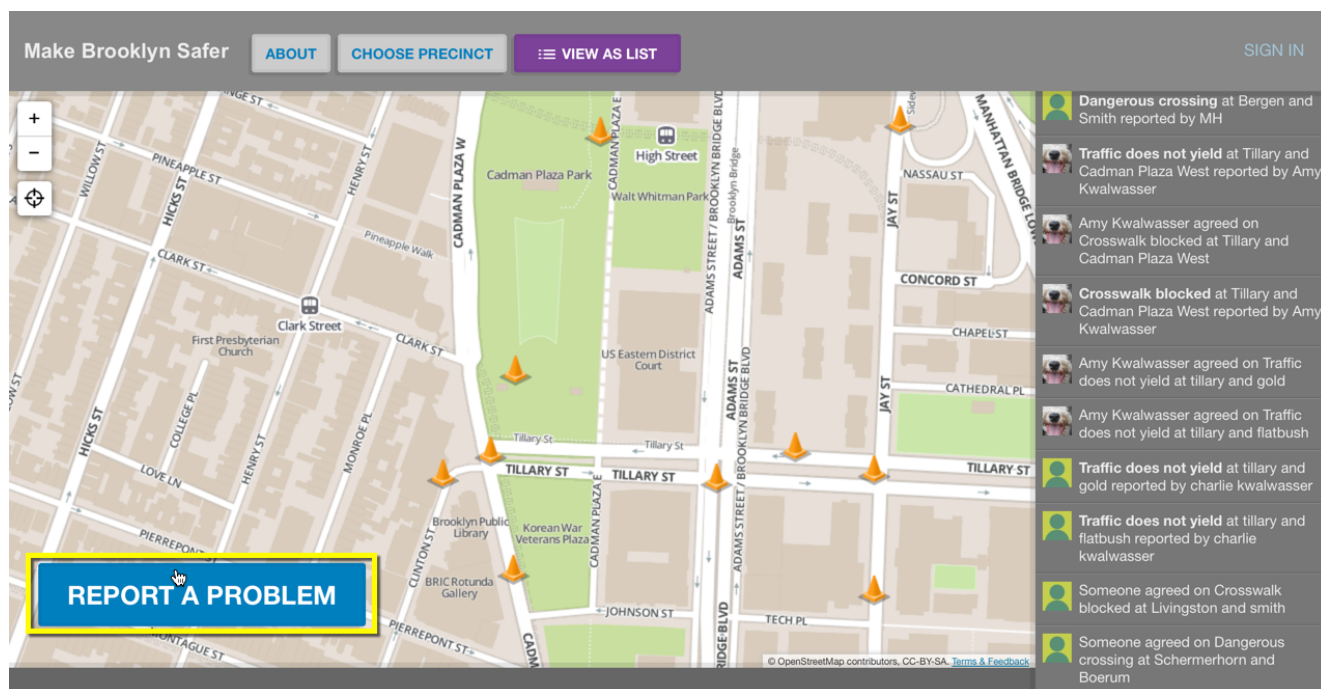 Make Brooklyn Safer
ABOUT
CHOOSE PRECINCT
VIEW AS LIST
SIGN IN
+
−
NGE ST
WILLOW ST
PINEAPPLE ST
HICKS ST
HENRY ST
CLARK ST
Pineapple Walk
CADMAN PLAZA W
Cadman Plaza Park
CADMAN PLAZA E
High Street
Walt Whitman Park
ADAMS STREET / BROOKLYN BRIDGE BLVD
Brooklyn Bridge
ADAMS ST
JAY ST
NASSAU ST
MANHATTAN BRIDGE LOW
CONCORD ST
Clark Street
First Presbyterian
Church
CLARK ST
US Eastern District
Court
CHAPEL ST
CATHEDRAL PL
JAY ST
ADAMS ST
ADAMS STREET / BROOKLYN BRIDGE BLVD
COLLEGE PL
HICKS ST
HENRY ST
MONROE PL
LOVE LN
Tillary St
Tillary St
TILLARY ST
TILLARY ST
TILLARY ST
PIERREPONT ST
CLINTON ST
Brooklyn Public
Library
Korean War
Veterans Plaza
CADMAN PLAZA E
BRIC Rotunda
Gallery
JOHNSON ST
TECH PL
REPORT A PROBLEM
MONTAGUE ST
PIERREPONT ST
CADM
IDGE BLVD
© OpenStreetMap contributors, CC-BY-SA. Terms & Feedback
Dangerous crossing at Bergen and
Smith reported by MH
Traffic does not yield at Tillary and
Cadman Plaza West reported by Amy
Kwalwasser
Amy Kwalwasser agreed on
Crosswalk blocked at Tillary and
Cadman Plaza West
Crosswalk blocked at Tillary and
Cadman Plaza West reported by Amy
Kwalwasser
Amy Kwalwasser agreed on Traffic
does not yield at tillary and gold
Amy Kwalwasser agreed on Traffic
does not yield at tillary and flatbush
Traffic does not yield at tillary and
gold reported by charlie kwalwasser
Traffic does not yield at tillary and
flatbush reported by charlie
kwalwasser
Someone agreed on Crosswalk
blocked at Livingston and smith
Someone agreed on Dangerous
crossing at Schermerhorn and
Boerum